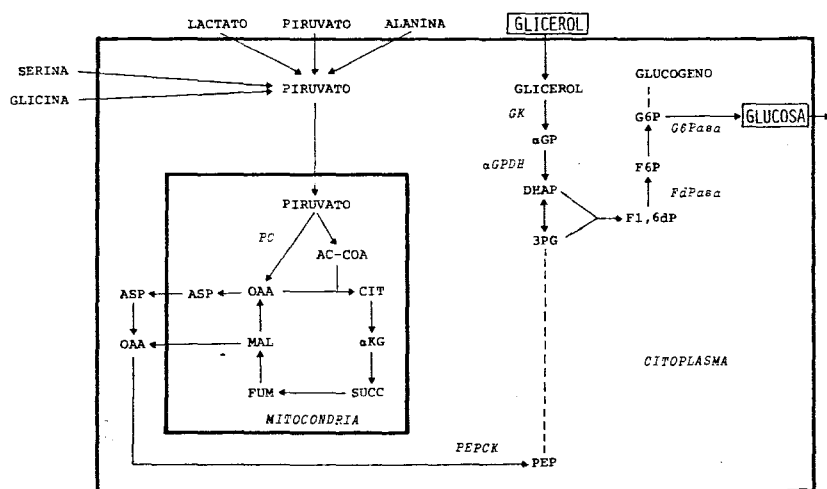 LACTATO PIRUVATO ALANINA GLICEROL
SERINA
GLICINA
PIRUVATO
GLICEROL
GLUCOGENO
GK
G6P
G6Pasa
GLUCOSA
αGP
αGPDH
F6P
FdPasa
DHAP
F1,6dP
3PG
PIRUVATO
PC
AC-COA
ASP ASP OAA CIT
OAA MAL αKG
CITOPLASMA
FUM SUCC
MITOCONDRIA
PEPCK
PEP